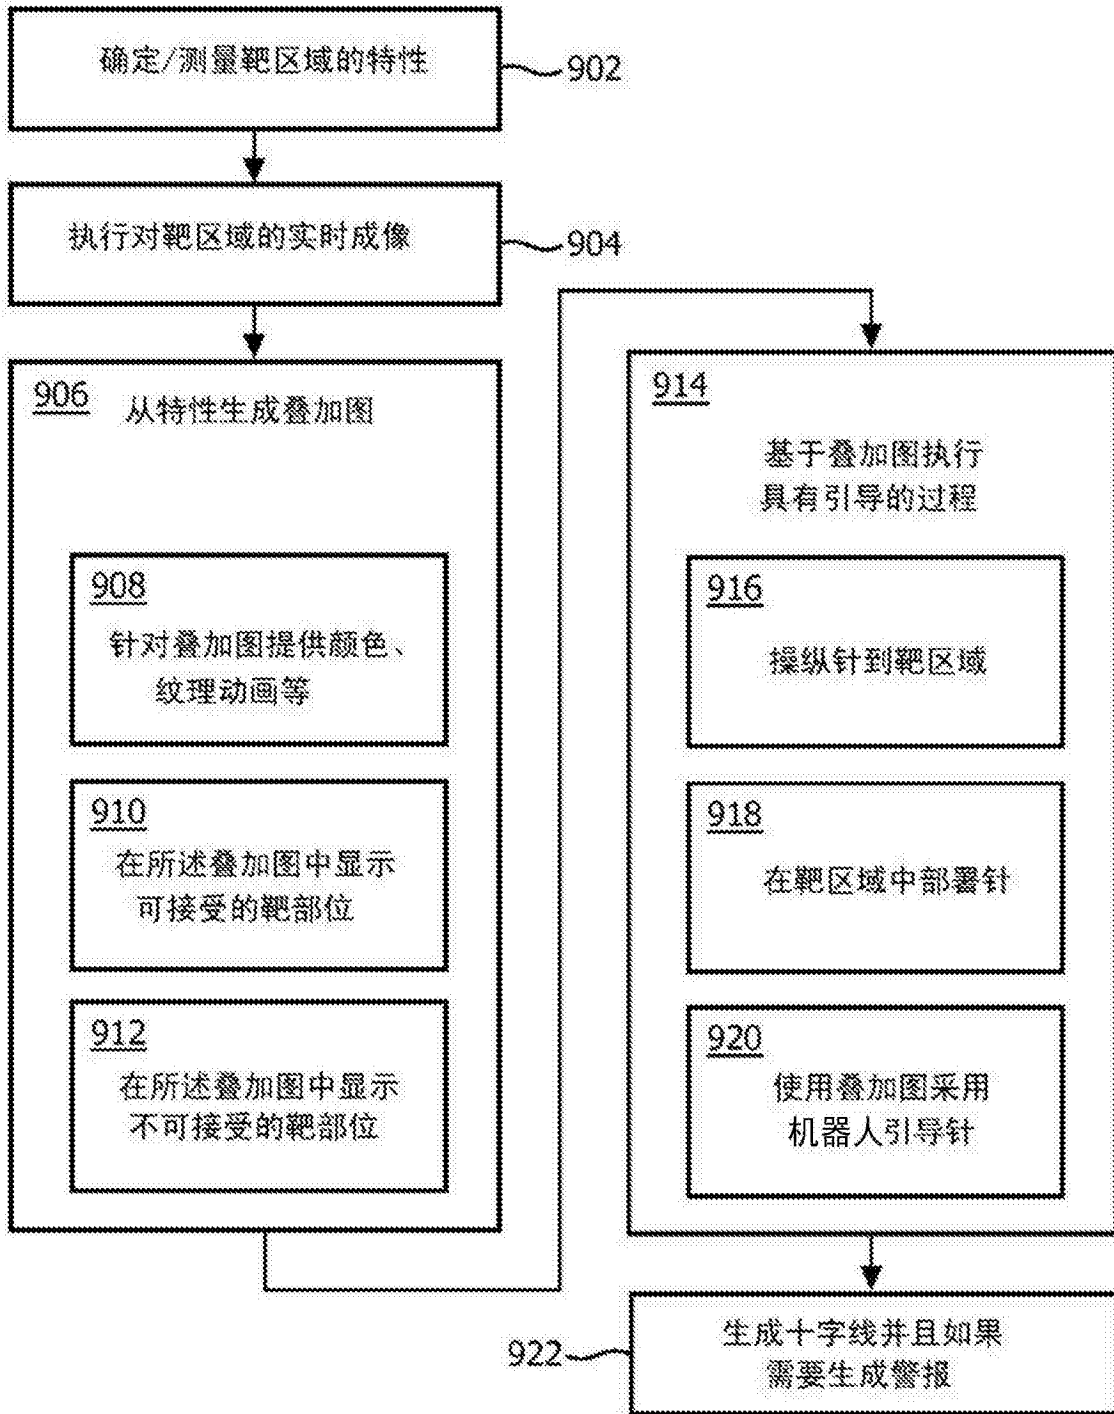 确定/测量靶区域的特性
902
执行对靶区域的实时成像
904
906
从特性生成叠加图
908
针对叠加图提供颜色、
纹理动画等
910
在所述叠加图中显示
可接受的靶部位
912
在所述叠加图中显示
不可接受的靶部位
914
基于叠加图执行
具有引导的过程
916
操纵针到靶区域
918
在靶区域中部署针
920
使用叠加图采用
机器人引导针
922
生成十字线并且如果
需要生成警报